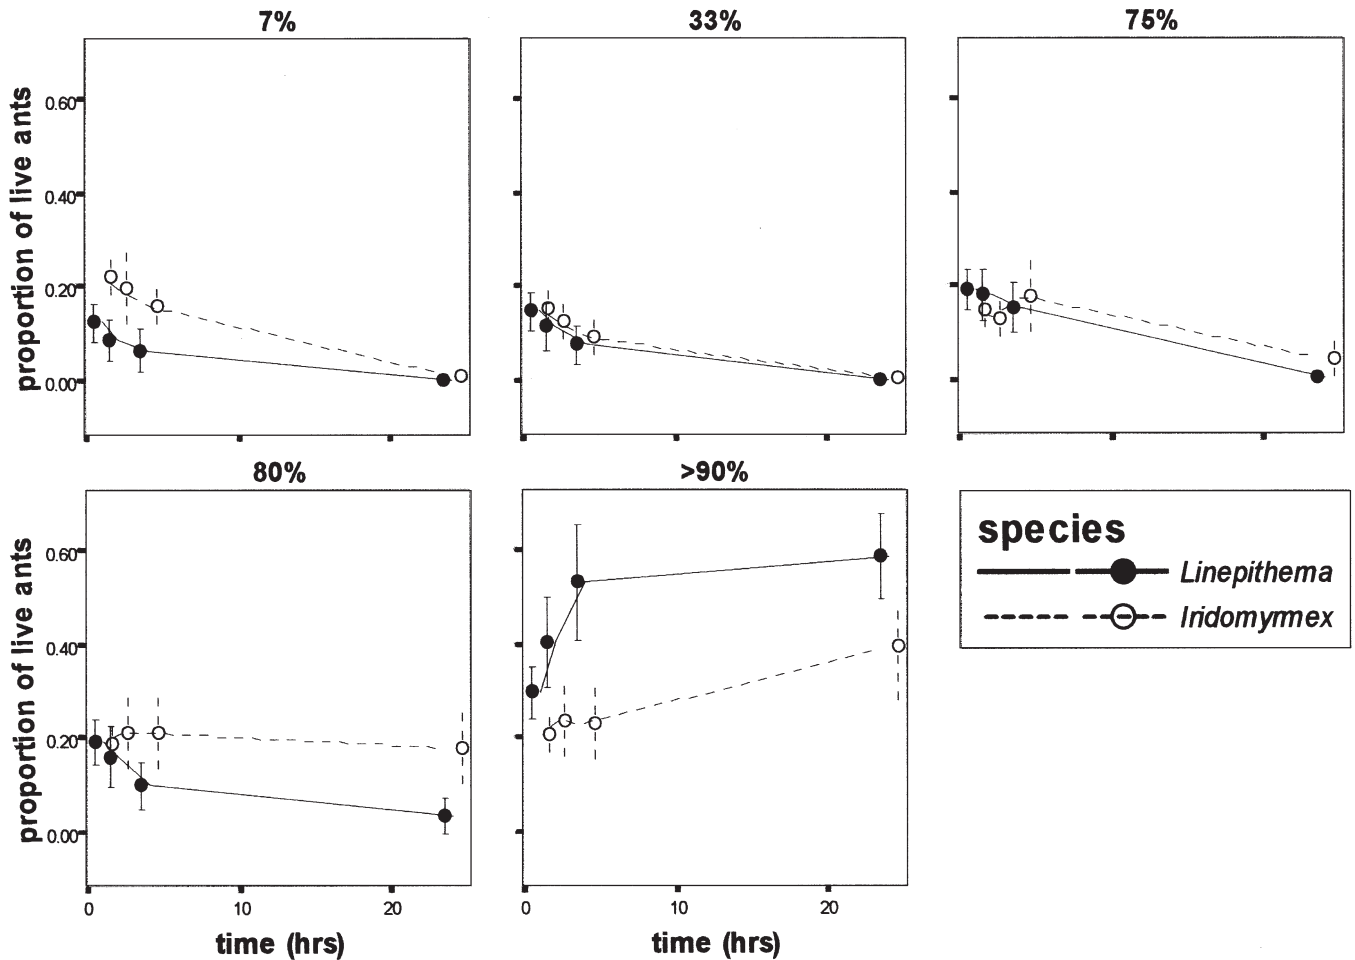 7%
33%
75%
proportion of live ants
0.60
0.40
0.20
0.00
80%
>90%
proportion of live ants
0.60
0.40
0.20
0.00
0
10
20
0
10
20
time (hrs)
time (hrs)
species
Linepithema
Iridomyrmex